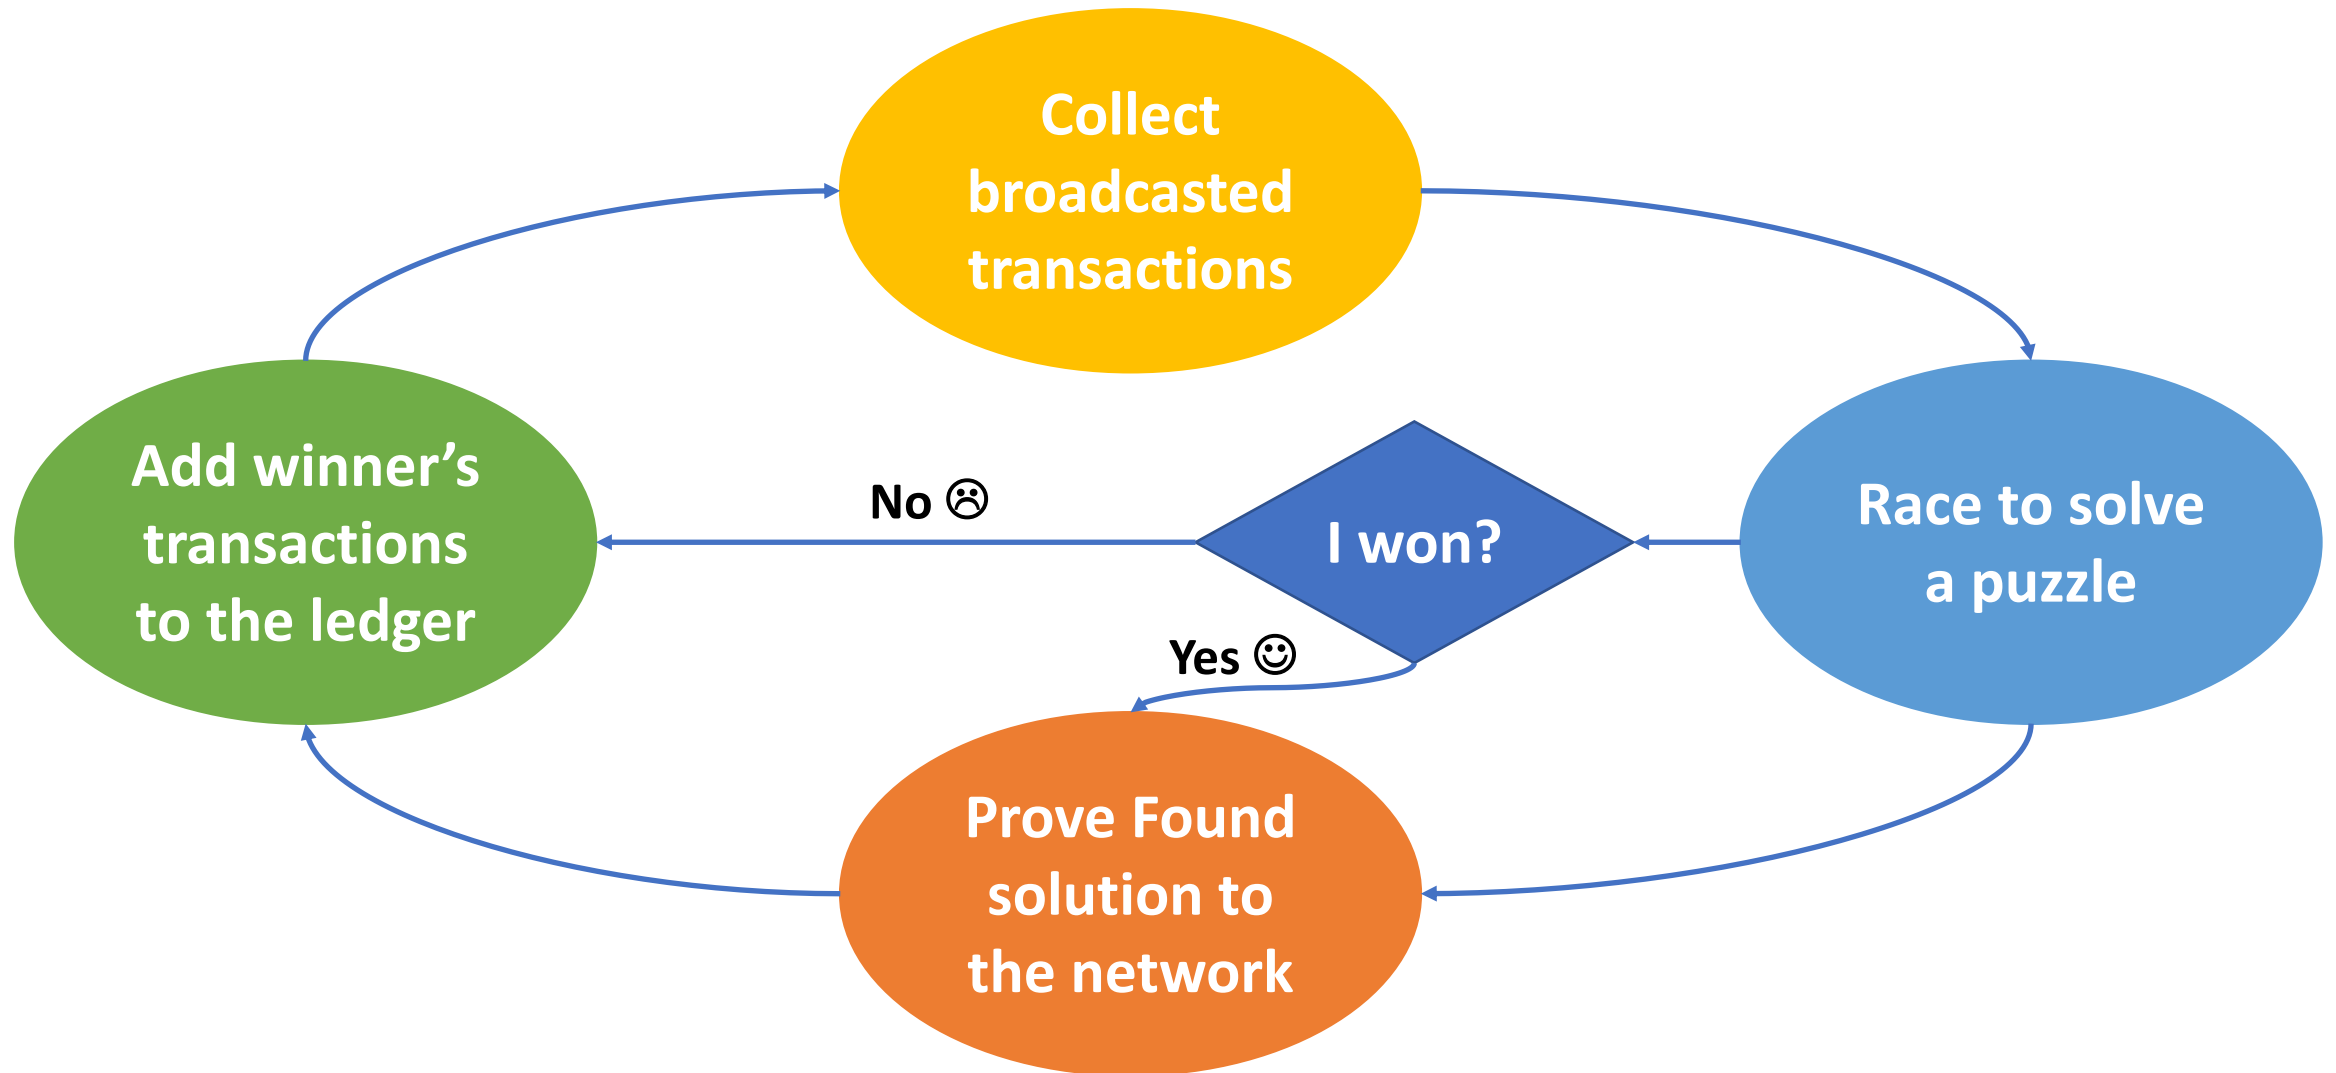 Collect
broadcasted
transactions
Add winner’s
transactions
to the ledger
No ☹
I won?
Race to solve
a puzzle
Yes ☺
Prove Found
solution to
the network